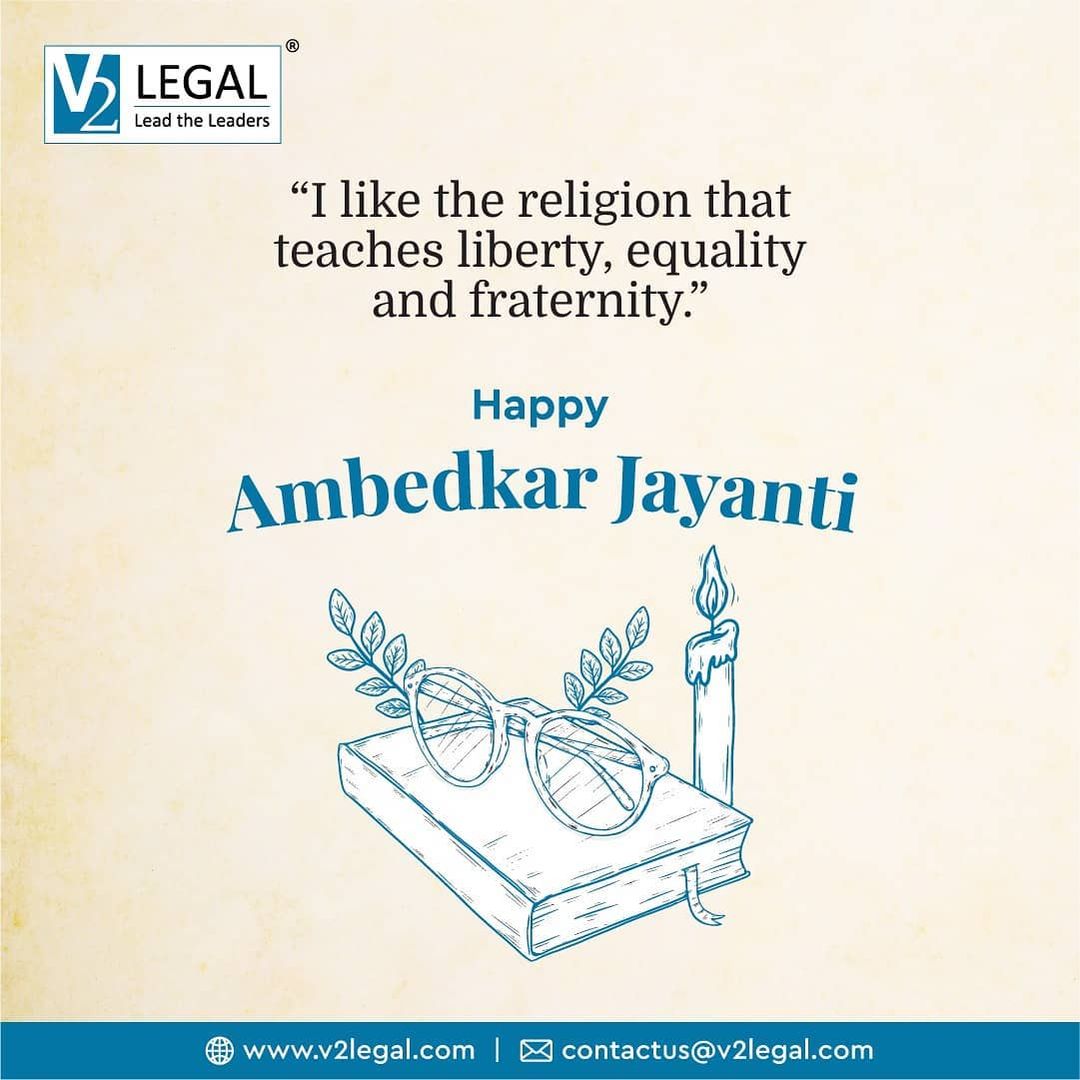 V2 LEGAL ®
Lead the Leaders
“I like the religion that
teaches liberty, equality
and fraternity.”
Happy
Ambedkar Jayanti
www.v2legal.com | contactus@v2legal.com